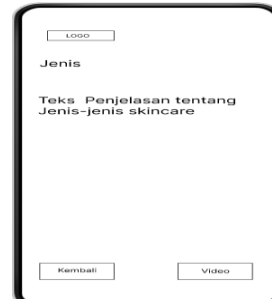 LOGO
Jenis
Teks Penjelasan tentang
Jenis-jenis skincare
Kembali
Video